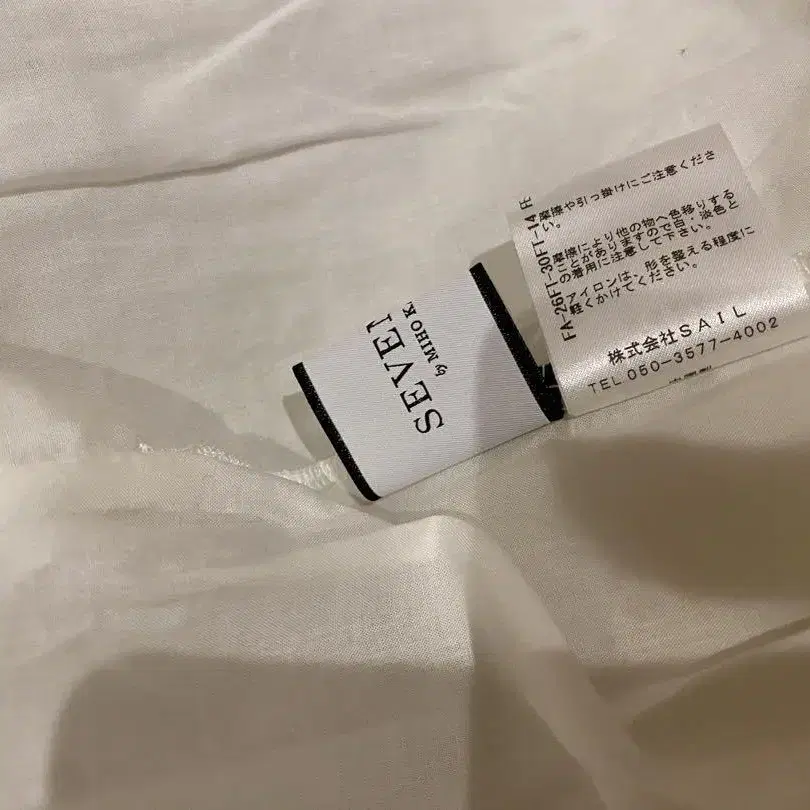 SEVEN
by MIHO K.
摩擦や引っ掛けにご注意くださ
い。
摩擦により他の物へ色移りする
ことがありますので白・淡色と
の着用に注意して下さい。
アイロンは、形を整える程度に
軽くかけてください。
FA-26FT-30FT-14
株式会社SAIL
TEL 050-3577-4002